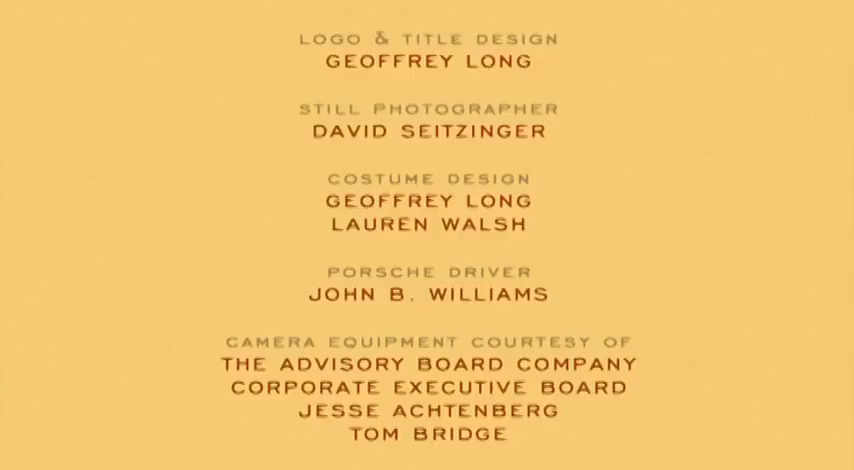 LOGO & TITLE DESIGN
GEOFFREY LONG
STILL PHOTOGRAPHER
DAVID SEITZINGER
COSTUME DESIGN
GEOFFREY LONG
LAUREN WALSH
PORSCHE DRIVER
JOHN B. WILLIAMS
CAMERA EQUIPMENT COURTESY OF
THE ADVISORY BOARD COMPANY
CORPORATE EXECUTIVE BOARD
JESSE ACHTENBERG
TOM BRIDGE